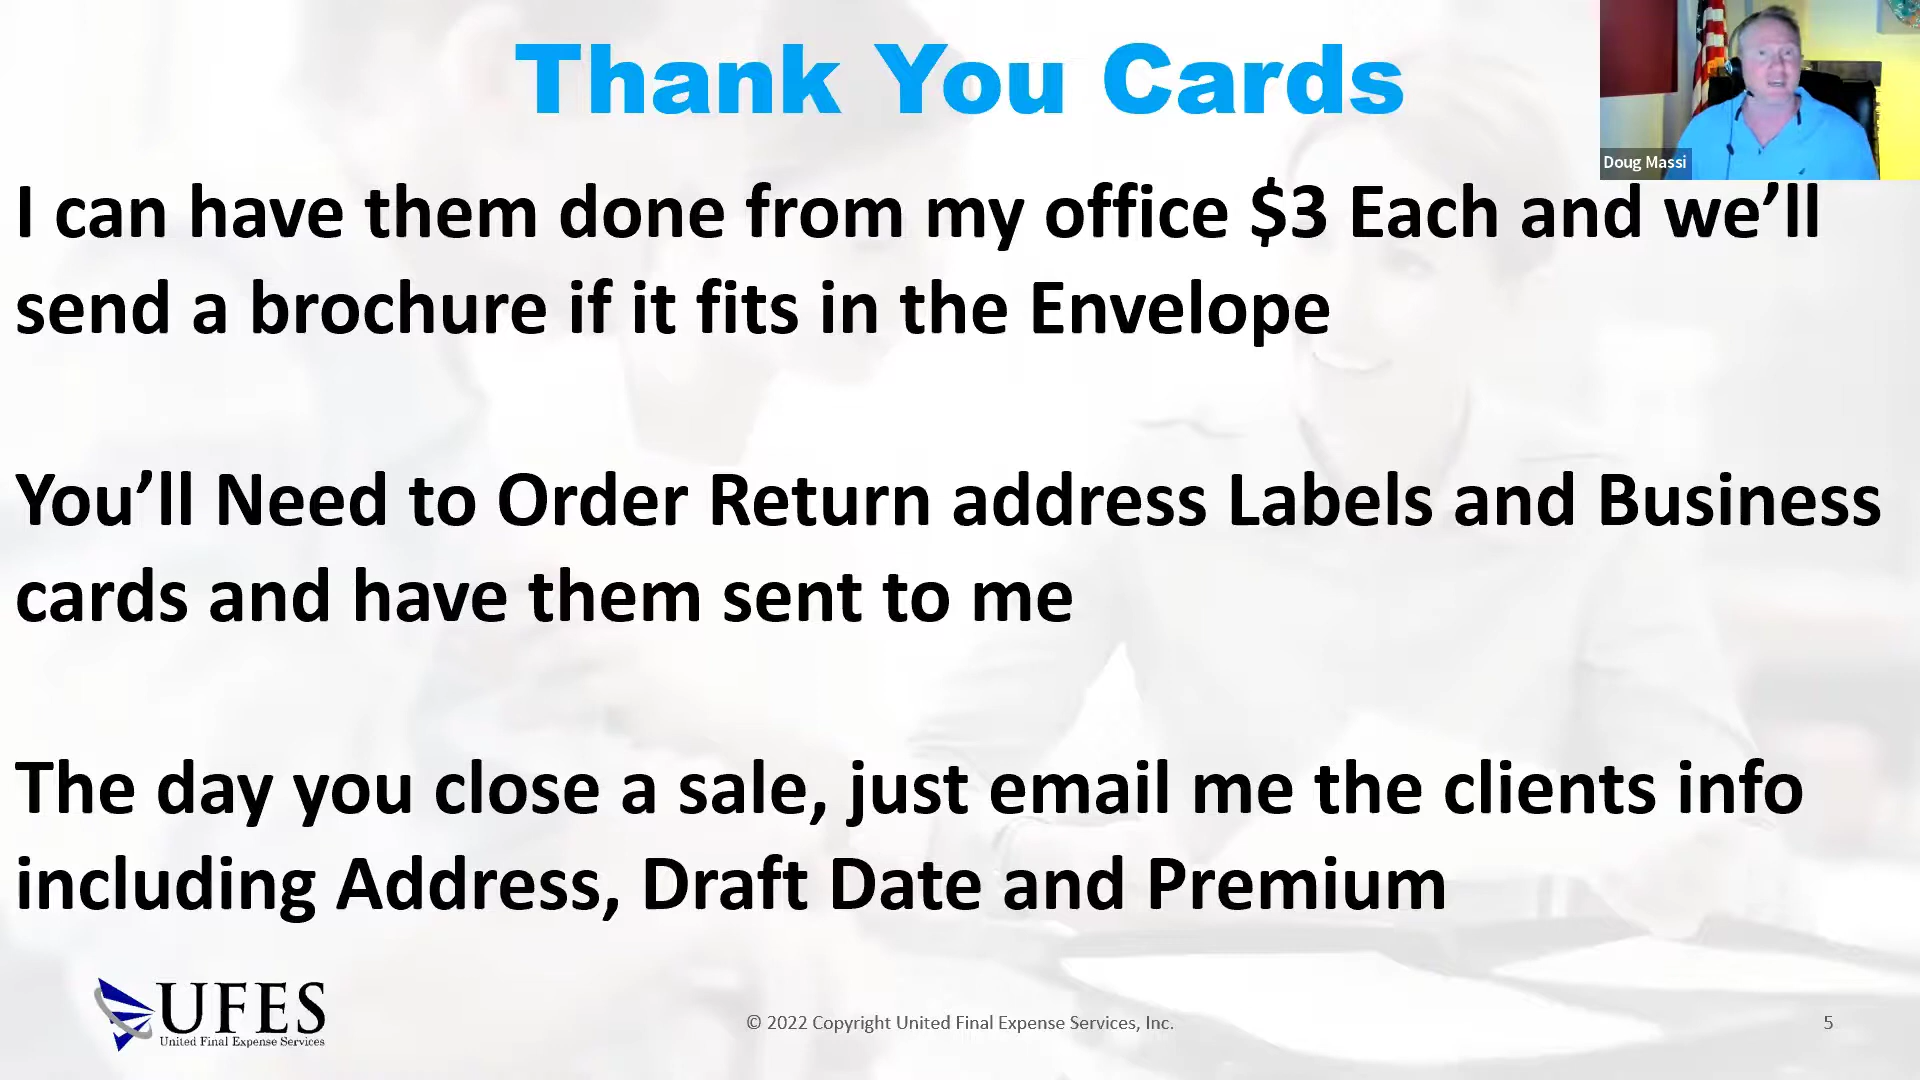 Thank You Cards
Doug Massi
I can have them done from my office $3 Each and we’ll
send a brochure if it fits in the Envelope
You’ll Need to Order Return address Labels and Business
cards and have them sent to me
The day you close a sale, just email me the clients info
including Address, Draft Date and Premium
UFES
United Final Expense Services
© 2022 Copyright United Final Expense Services, Inc.
5